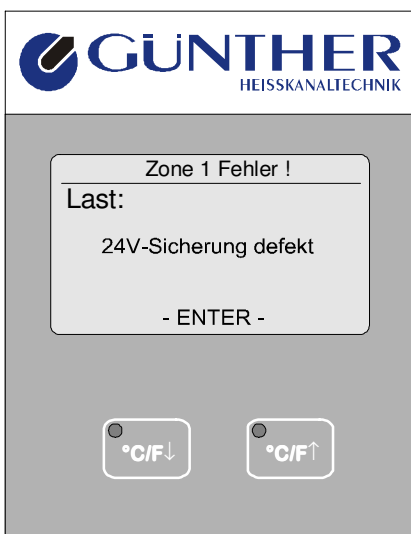 GÜNTHER
HEISSKANALTECHNIK
Zone 1 Fehler !
Last:
24V-Sicherung defekt
- ENTER -
°C/F↓ °C/F↑